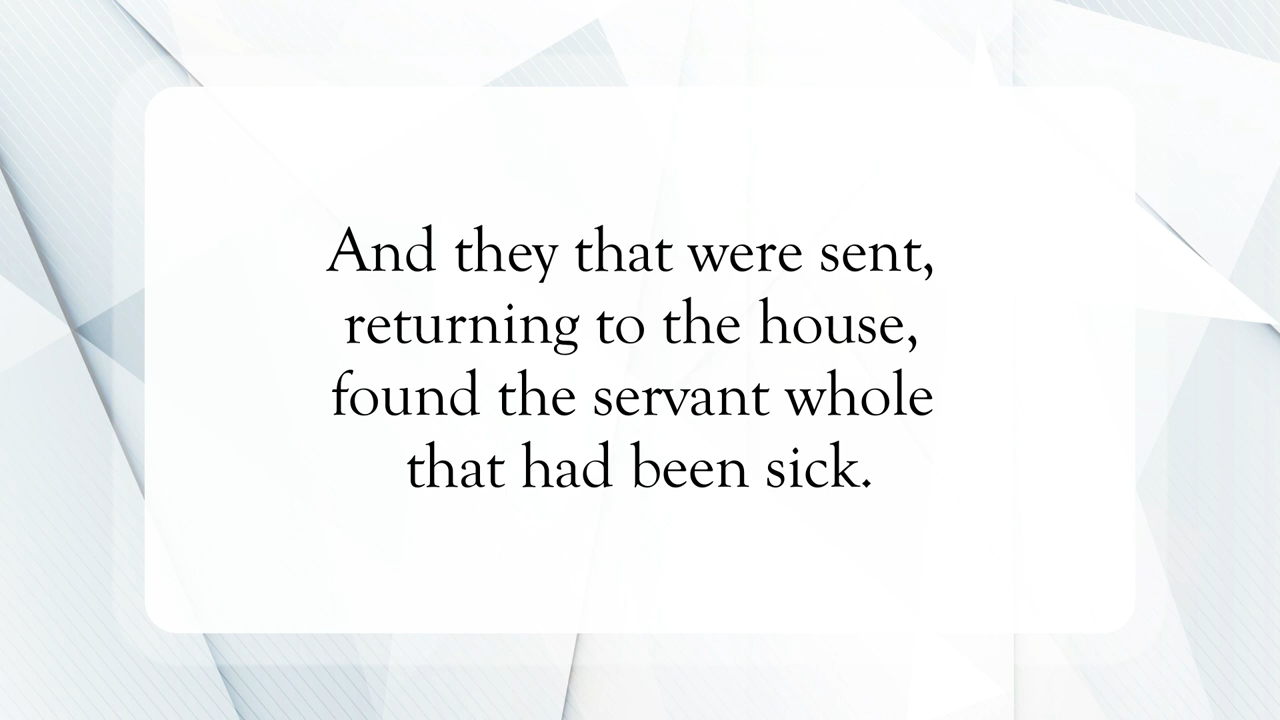 And they that were sent,
returning to the house,
found the servant whole
that had been sick.